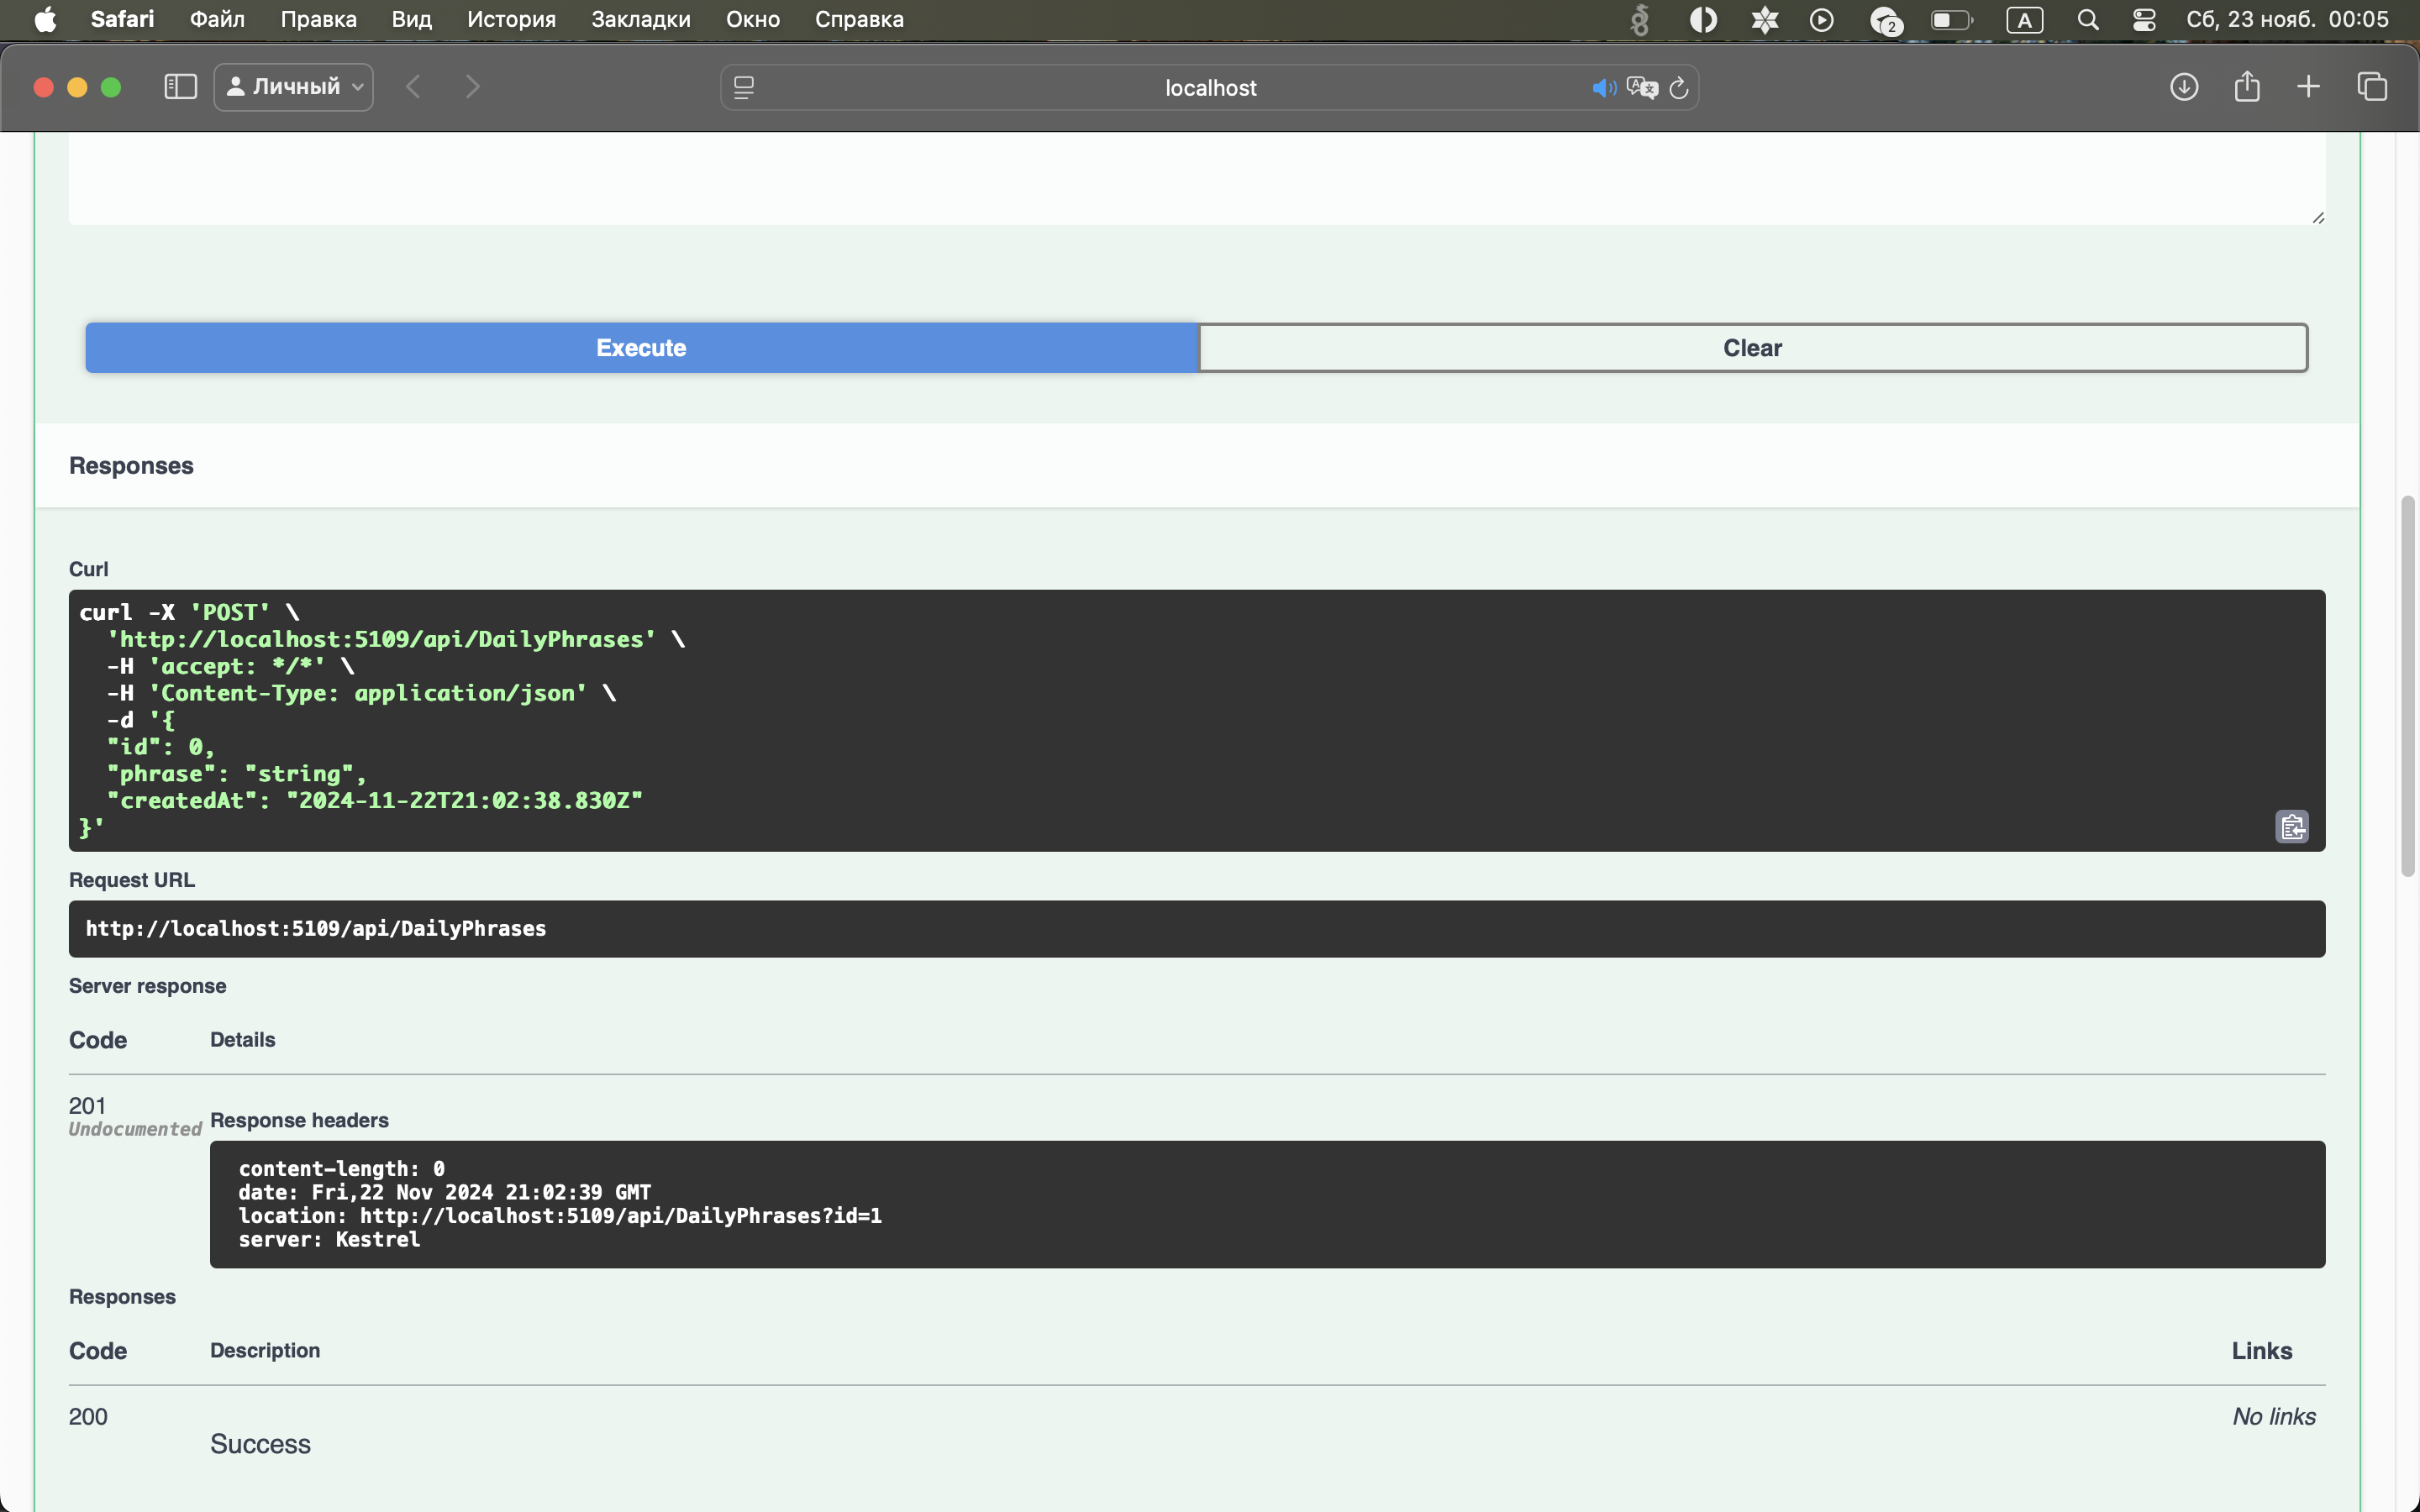 Safari Файл Правка Вид История Закладки Окно Справка 2 A Сб, 23 нояб. 00:05
Личный localhost
Execute Clear
Responses
Curl
curl -X 'POST' \
'http://localhost:5109/api/DailyPhrases' \
-H 'accept: */*' \
-H 'Content-Type: application/json' \
-d '{
"id": 0,
"phrase": "string",
"createdAt": "2024-11-22T21:02:38.830Z"
}'
Request URL
http://localhost:5109/api/DailyPhrases
Server response
Code Details
201
Undocumented
Response headers
content-length: 0
date: Fri,22 Nov 2024 21:02:39 GMT
location: http://localhost:5109/api/DailyPhrases?id=1
server: Kestrel
Responses
Code Description Links
200 No links
Success